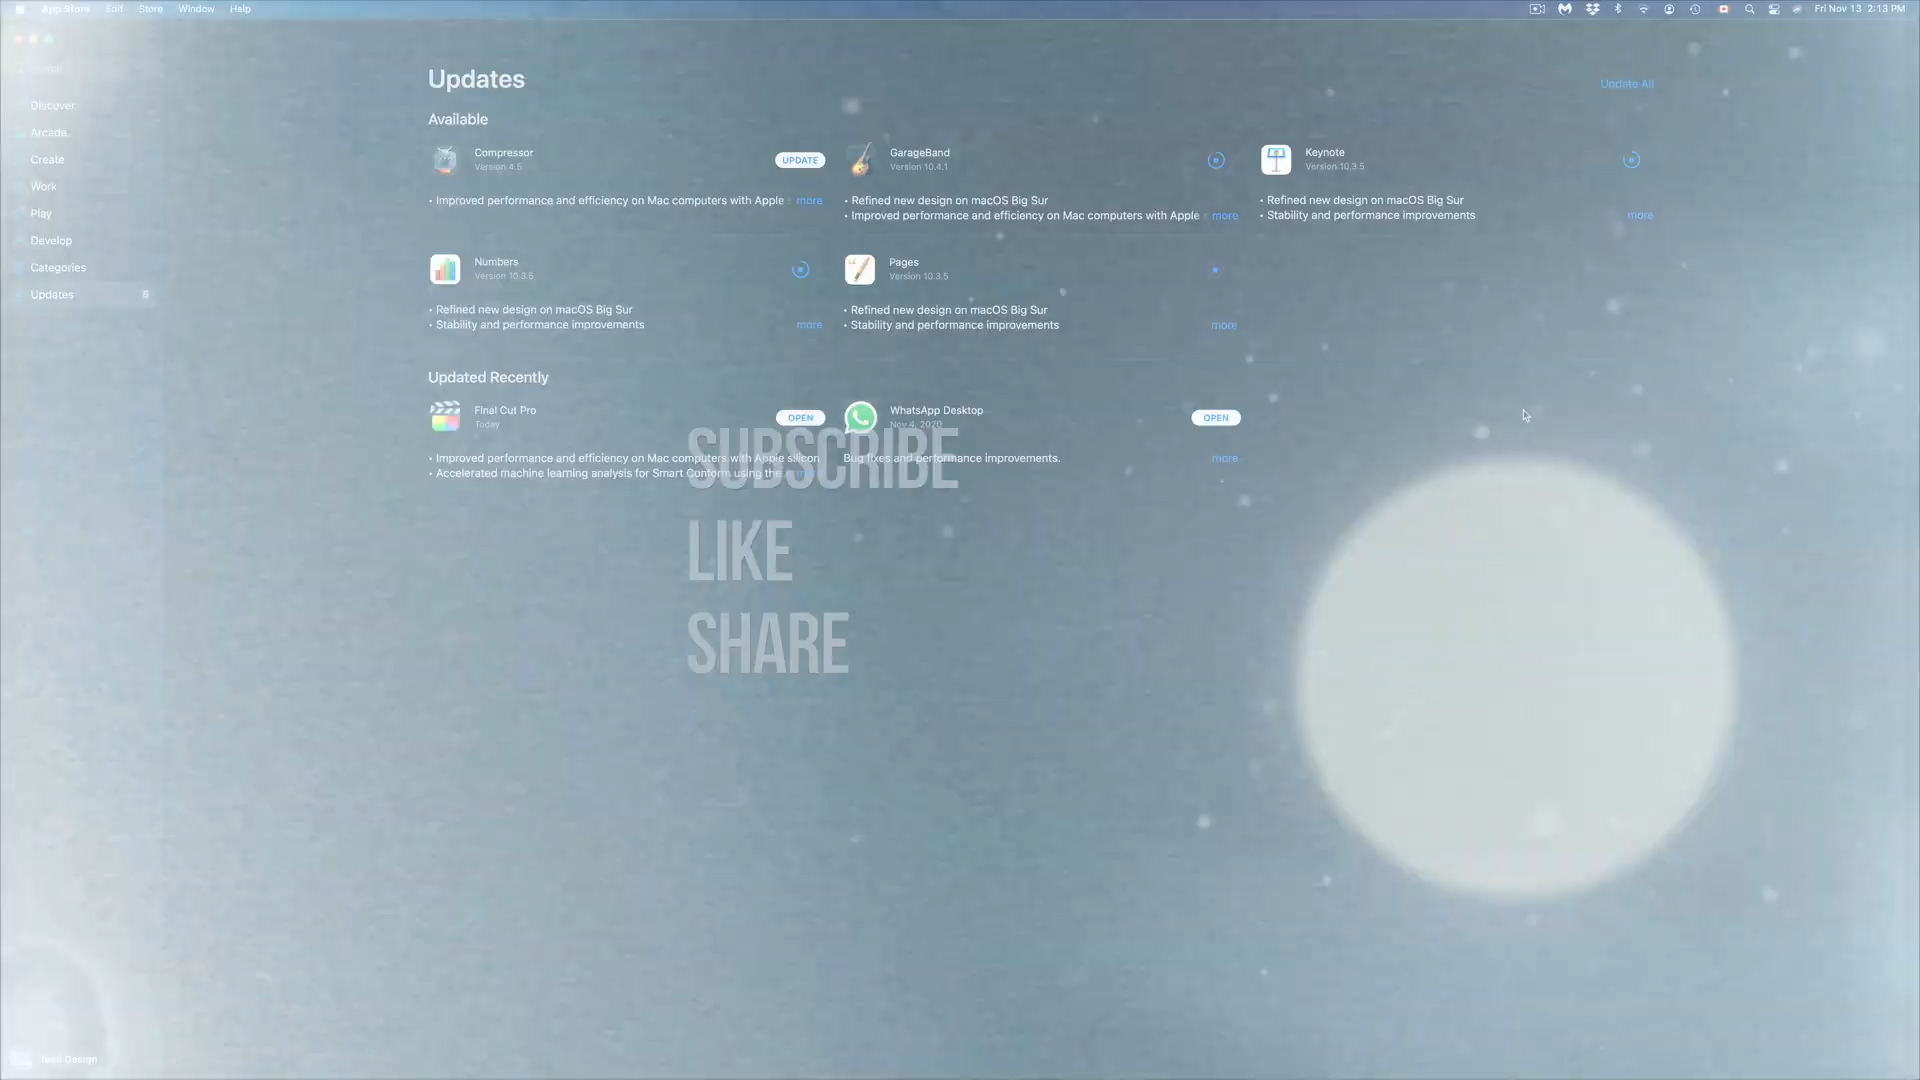 App Store Edit Store Window Help
Fri Nov 13 2:13 PM
Discover
Arcade
Create
Work
Play
Develop
Categories
Updates 5
Updates
Update All
Available
Compressor
Version 4.5
UPDATE
• Improved performance and efficiency on Mac computers with Apple
more
GarageBand
Version 10.4.1
• Refined new design on macOS Big Sur
• Improved performance and efficiency on Mac computers with Apple
more
Keynote
Version 10.3.5
• Refined new design on macOS Big Sur
• Stability and performance improvements
more
Numbers
Version 10.3.5
• Refined new design on macOS Big Sur
• Stability and performance improvements
more
Pages
Version 10.3.5
• Refined new design on macOS Big Sur
• Stability and performance improvements
more
Updated Recently
Final Cut Pro
Today
OPEN
• Improved performance and efficiency on Mac computers with Apple silicon
• Accelerated machine learning analysis for Smart Conform using the
WhatsApp Desktop
Nov 4, 2020
OPEN
Bug fixes and performance improvements.
more
SUBSCRIBE
LIKE
SHARE
Design